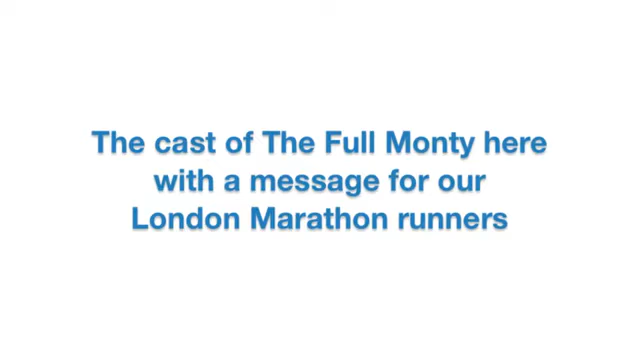 The cast of The Full Monty here
with a message for our
London Marathon runners